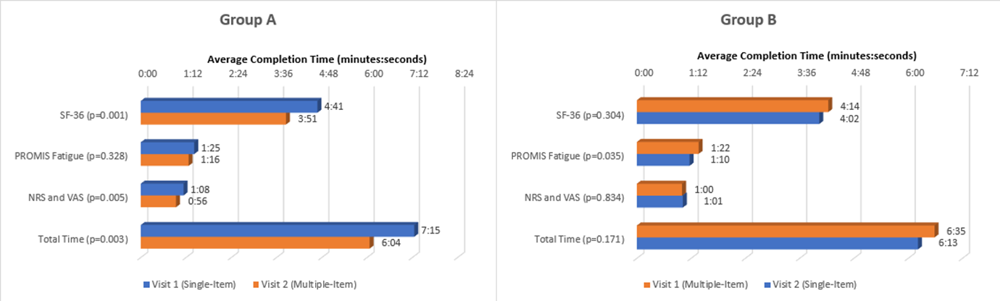 Group A
Average Completion Time (minutes:seconds)
0:00 1:12 2:24 3:36 4:48 6:00 7:12 8:24
SF-36 (p=0.001)
4:41
3:51
PROMIS Fatigue (p=0.328)
1:25
1:16
NRS and VAS (p=0.005)
1:08
0:56
Total Time (p=0.003)
7:15
6:04
Visit 1 (Single-Item) Visit 2 (Multiple-Item)
Group B
Average Completion Time (minutes:seconds)
0:00 1:12 2:24 3:36 4:48 6:00 7:12
SF-36 (p=0.304)
4:14
4:02
PROMIS Fatigue (p=0.035)
1:22
1:10
NRS and VAS (p=0.834)
1:00
1:01
Total Time (p=0.171)
6:35
6:13
Visit 1 (Multiple-Item) Visit 2 (Single-Item)